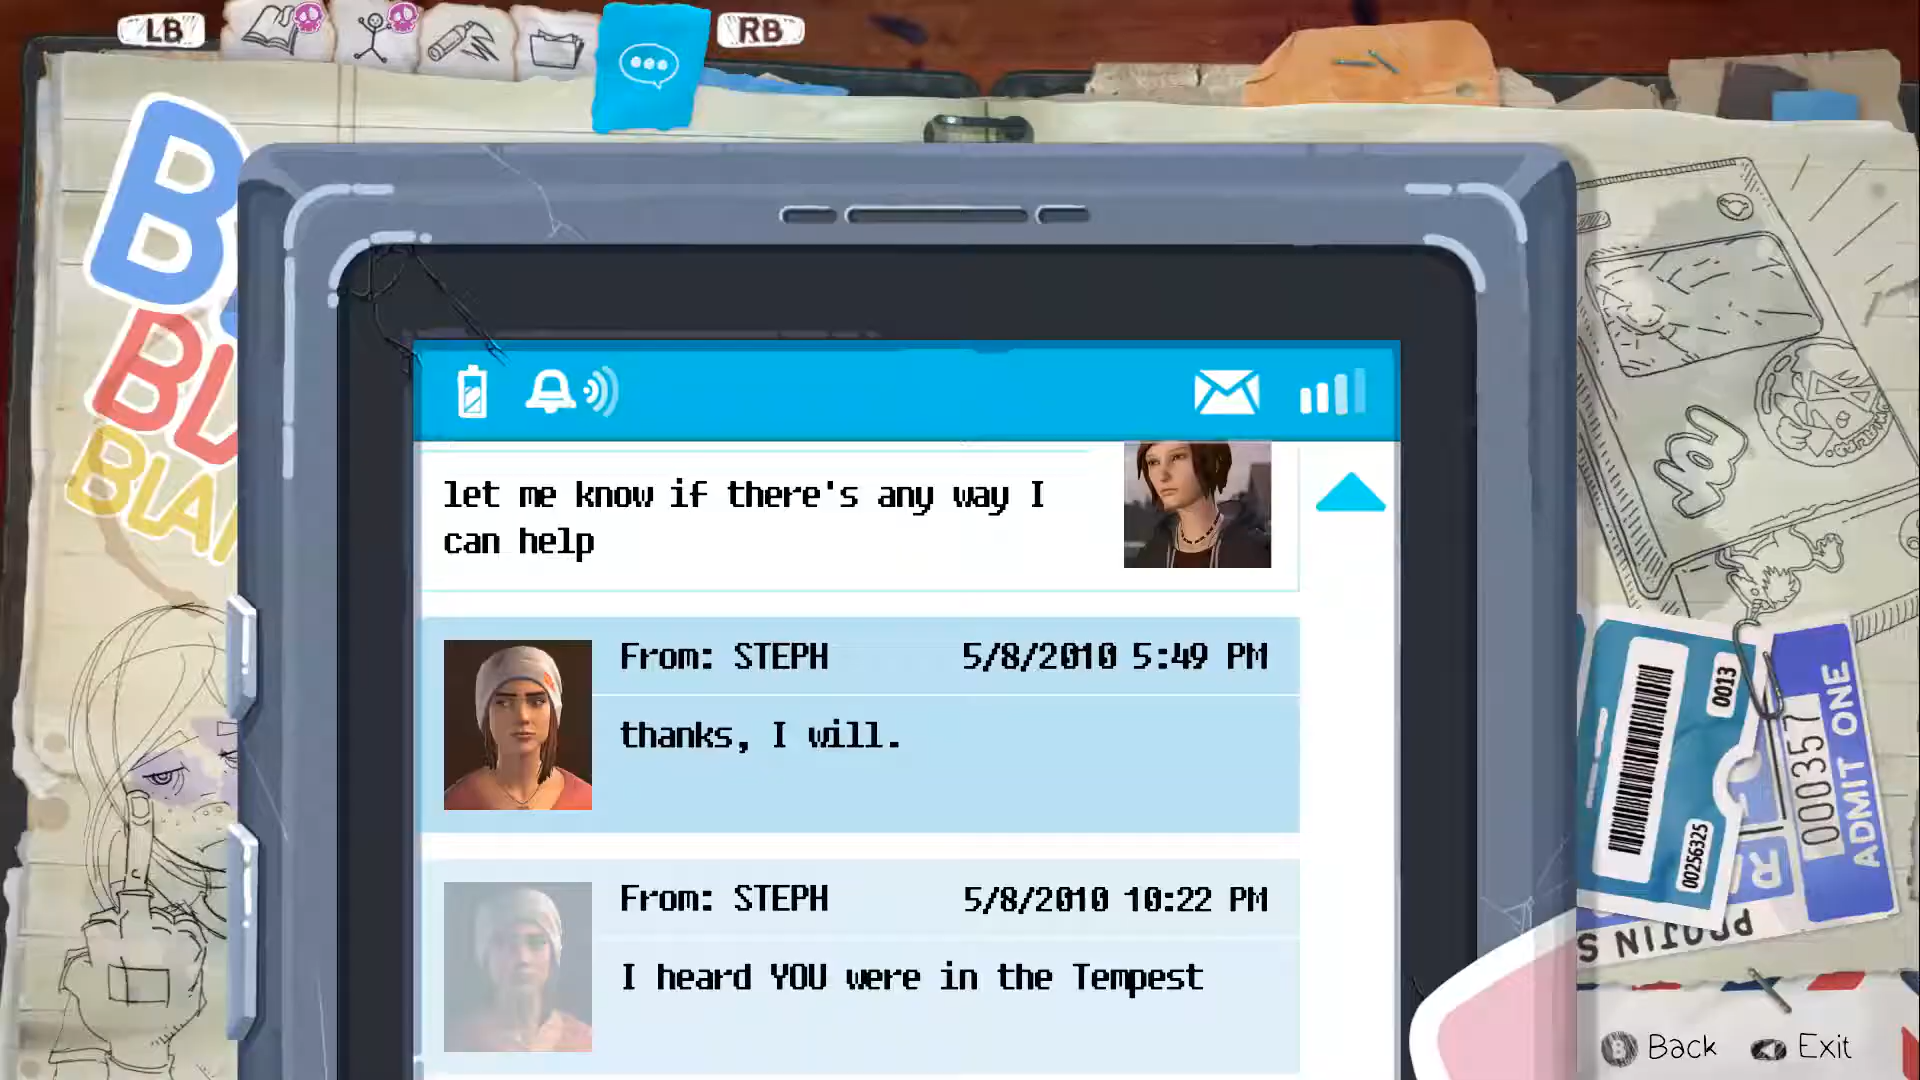 LB
RB
let me know if there's any way I
can help
From: STEPH
5/8/2010 5:49 PM
thanks, I will.
From: STEPH
5/8/2010 10:22 PM
I heard YOU were in the Tempest
0013
00256325
000357
ADMIT ONE
B Back
Exit